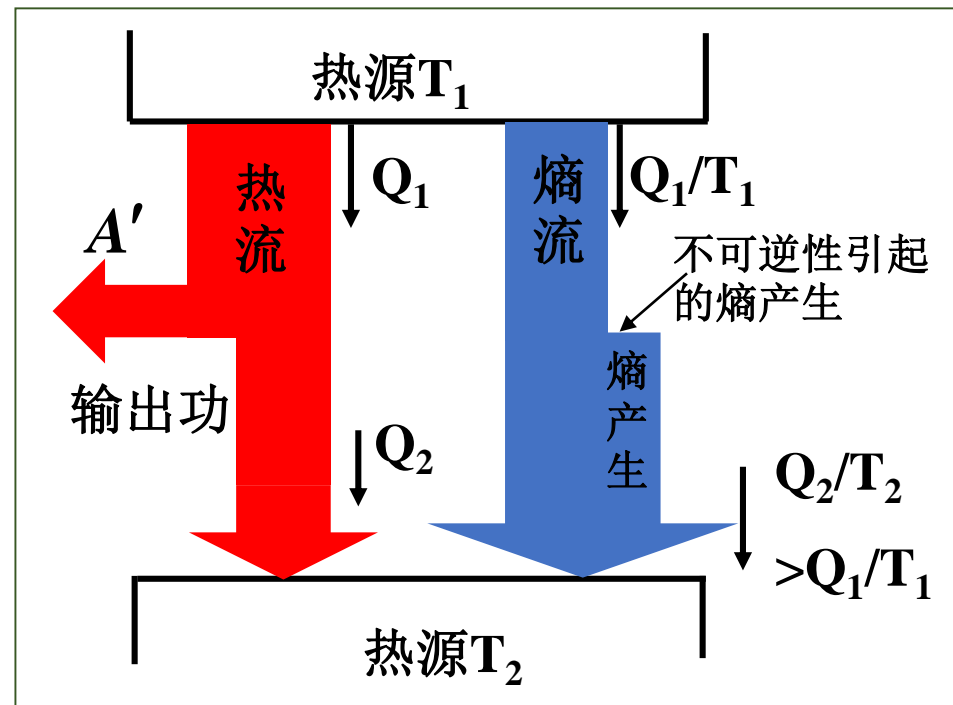 热源T₁
热流
Q₁
熵流
Q₁/T₁
A′
不可逆性引起
的熵产生
输出功
熵产生
Q₂
Q₂/T₂
>Q₁/T₁
热源T₂